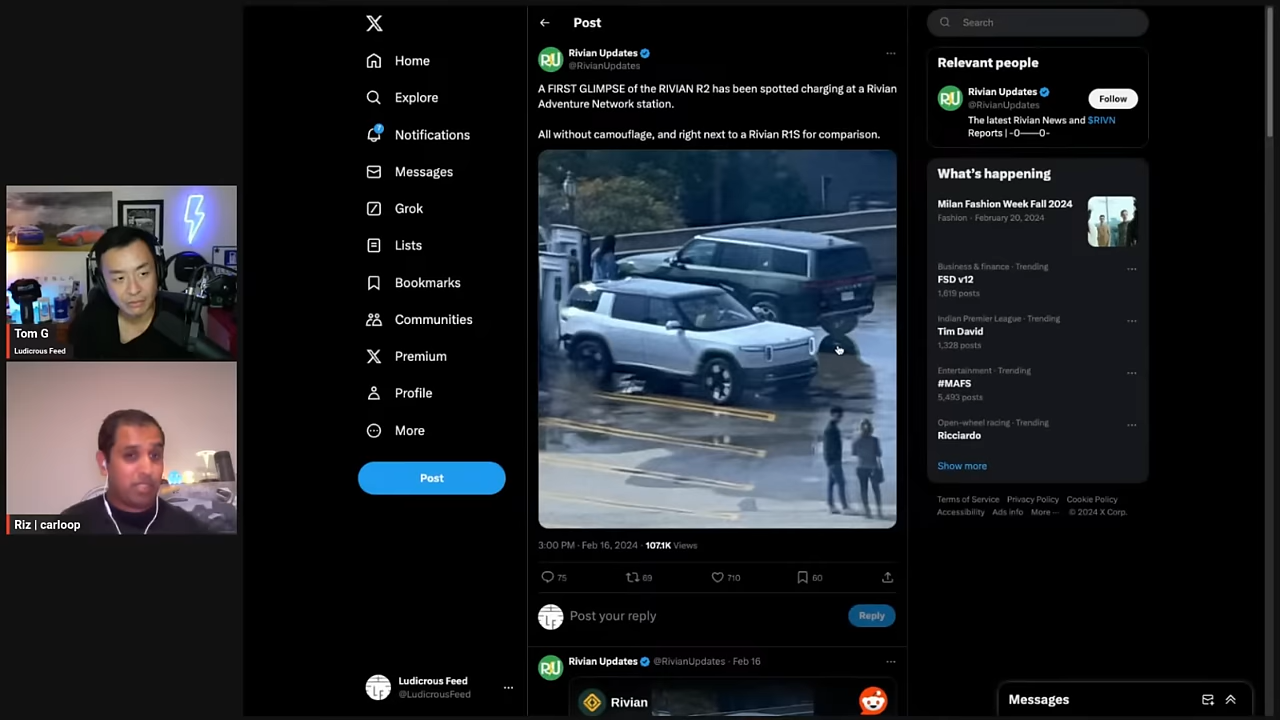 Tom G
Ludicrous Feed
Riz | carloop
Home
Explore
7
Notifications
Messages
Grok
Lists
Bookmarks
Communities
Premium
Profile
More
Post
Ludicrous Feed
@LudicrousFeed
Post
RU
Rivian Updates
@RivianUpdates
A FIRST GLIMPSE of the RIVIAN R2 has been spotted charging at a Rivian
Adventure Network station.
All without camouflage, and right next to a Rivian R1S for comparison.
3:00 PM · Feb 16, 2024 · 107.1K Views
75
69
710
60
LF
Post your reply
Reply
RU
Rivian Updates @RivianUpdates · Feb 16
Rivian
Search
Relevant people
RU
Rivian Updates
@RivianUpdates
Follow
The latest Rivian News and $RIVN
Reports | -0——0-
What's happening
Milan Fashion Week Fall 2024
Fashion · February 20, 2024
Business & finance · Trending
FSD v12
1,619 posts
Indian Premier League · Trending
Tim David
1,328 posts
Entertainment · Trending
#MAFS
5,493 posts
Open-wheel racing · Trending
Ricciardo
Show more
Terms of Service Privacy Policy Cookie Policy
Accessibility Ads info More ··· © 2024 X Corp.
Messages